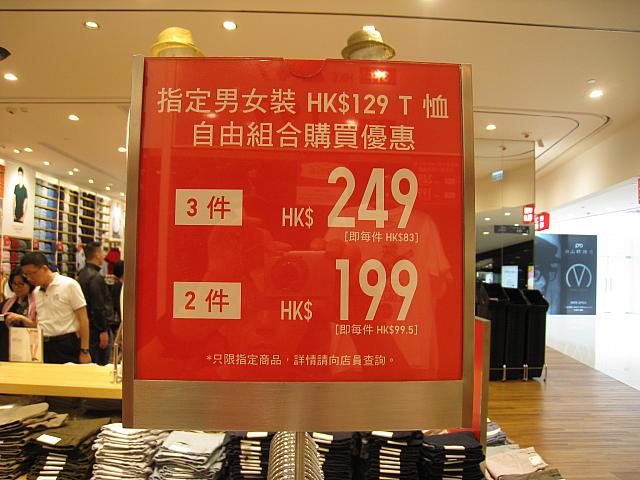 指定男女裝 HK$129 T 恤
自由組合購買優惠
3 件 HK$ 249
[即每件 HK$83]
2 件 HK$ 199
[即每件 HK$99.5]
*只限指定商品，詳情請向店員查詢。
pro